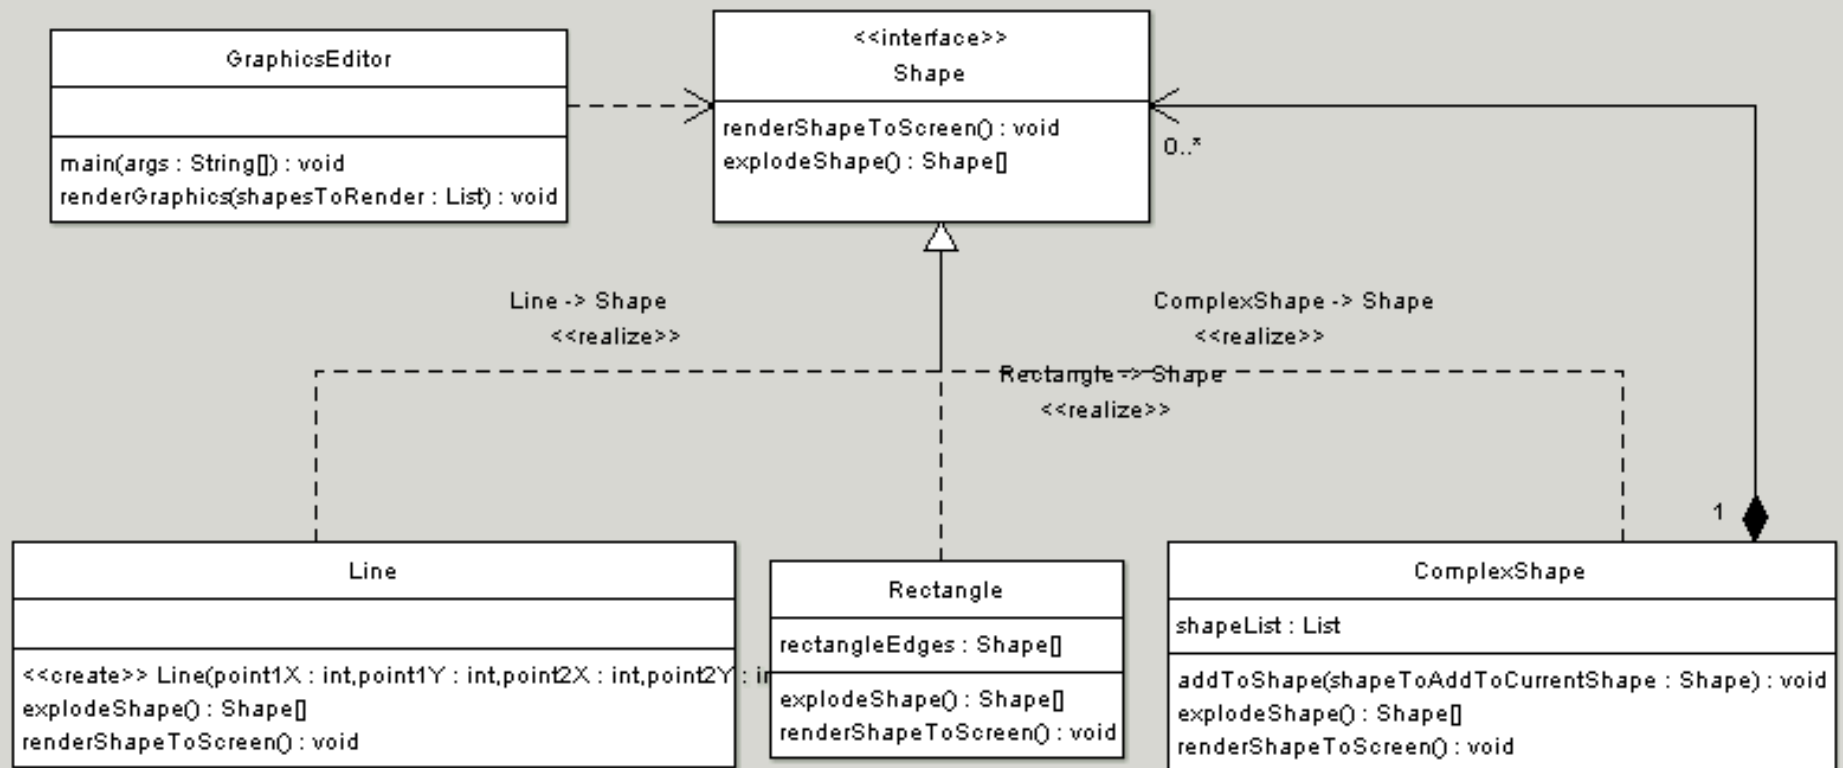 GraphicsEditor
main(args : String[]) : void
renderGraphics(shapesToRender : List) : void
<<interface>>
Shape
renderShapeToScreen() : void
explodeShape() : Shape[]
0..*
Line -> Shape
<<realize>>
ComplexShape -> Shape
<<realize>>
Rectangle -> Shape
<<realize>>
1
Line
<<create>> Line(point1X : int,point1Y : int,point2X : int,point2Y : in
explodeShape() : Shape[]
renderShapeToScreen() : void
Rectangle
rectangleEdges : Shape[]
explodeShape() : Shape[]
renderShapeToScreen() : void
ComplexShape
shapeList : List
addToShape(shapeToAddToCurrentShape : Shape) : void
explodeShape() : Shape[]
renderShapeToScreen() : void